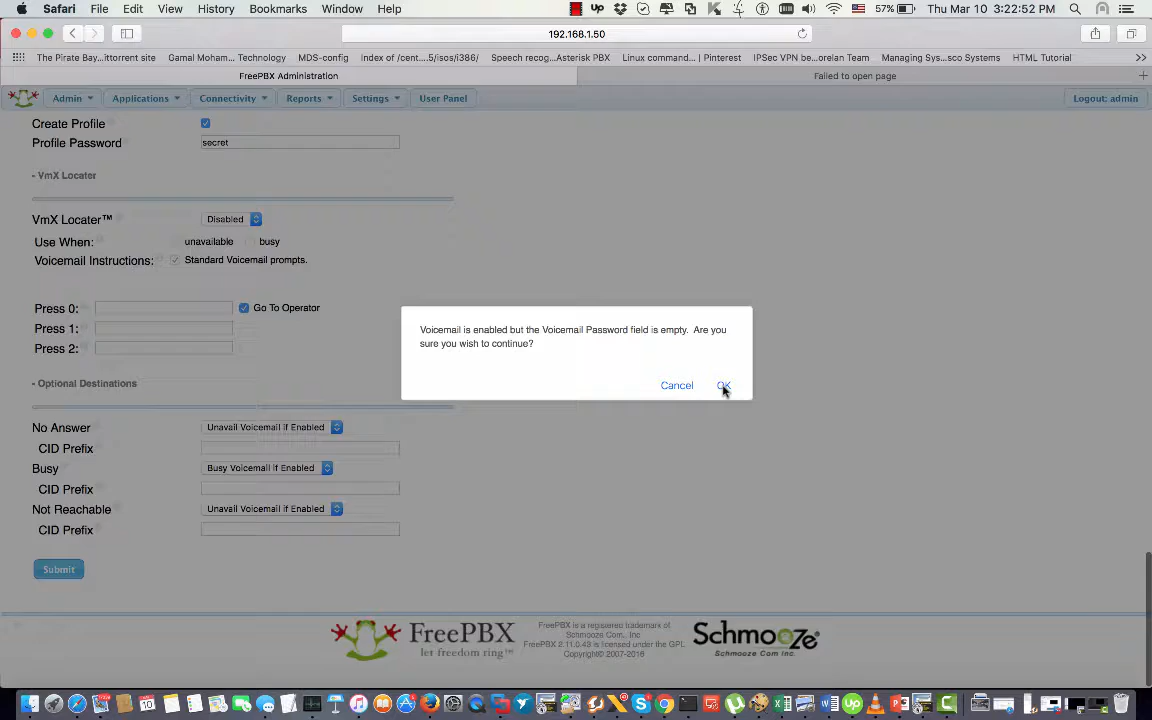 Safari File Edit View History Bookmarks Window Help
57% Thu Mar 10 3:22:52 PM
192.168.1.50
The Pirate Bay...ittorrent site Gamal Moham... Technology MDS-config Index of /cent....5/isos/i386/ Speech recog...Asterisk PBX Linux command... | Pinterest IPSec VPN be...orelan Team Managing Sys...sco Systems HTML Tutorial
FreePBX Administration Failed to open page
Admin Applications Connectivity Reports Settings User Panel Logout: admin
Create Profile
Profile Password secret
- VmX Locater
VmX Locater™ Disabled
Use When: unavailable busy
Voicemail Instructions: Standard Voicemail prompts.
Press 0: Go To Operator
Press 1:
Press 2:
Voicemail is enabled but the Voicemail Password field is empty. Are you
sure you wish to continue?
Cancel OK
- Optional Destinations
No Answer Unavail Voicemail if Enabled
CID Prefix
Busy Busy Voicemail if Enabled
CID Prefix
Not Reachable Unavail Voicemail if Enabled
CID Prefix
Submit
FreePBX
let freedom ring™
FreePBX is a registered trademark of
Schmooze Com, Inc
FreePBX 2.11.0.43 is licensed under the GPL
Copyright© 2007-2016
Schmooze
Schmooze Com Inc.